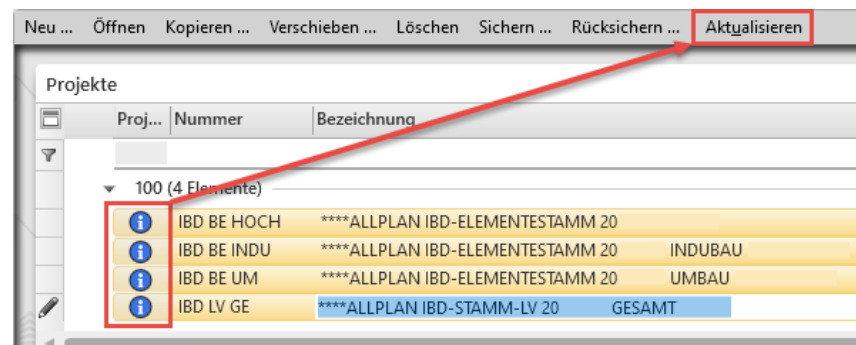 Neu ... Öffnen Kopieren ... Verschieben ... Löschen Sichern ... Rücksichern ... Aktualisieren
Projekte
Proj... Nummer Bezeichnung
100 (4 Elemente)
IBD BE HOCH ****ALLPLAN IBD-ELEMENTESTAMM 20
IBD BE INDU ****ALLPLAN IBD-ELEMENTESTAMM 20 INDUBAU
IBD BE UM ****ALLPLAN IBD-ELEMENTESTAMM 20 UMBAU
IBD LV GE ****ALLPLAN IBD-STAMM-LV 20 GESAMT